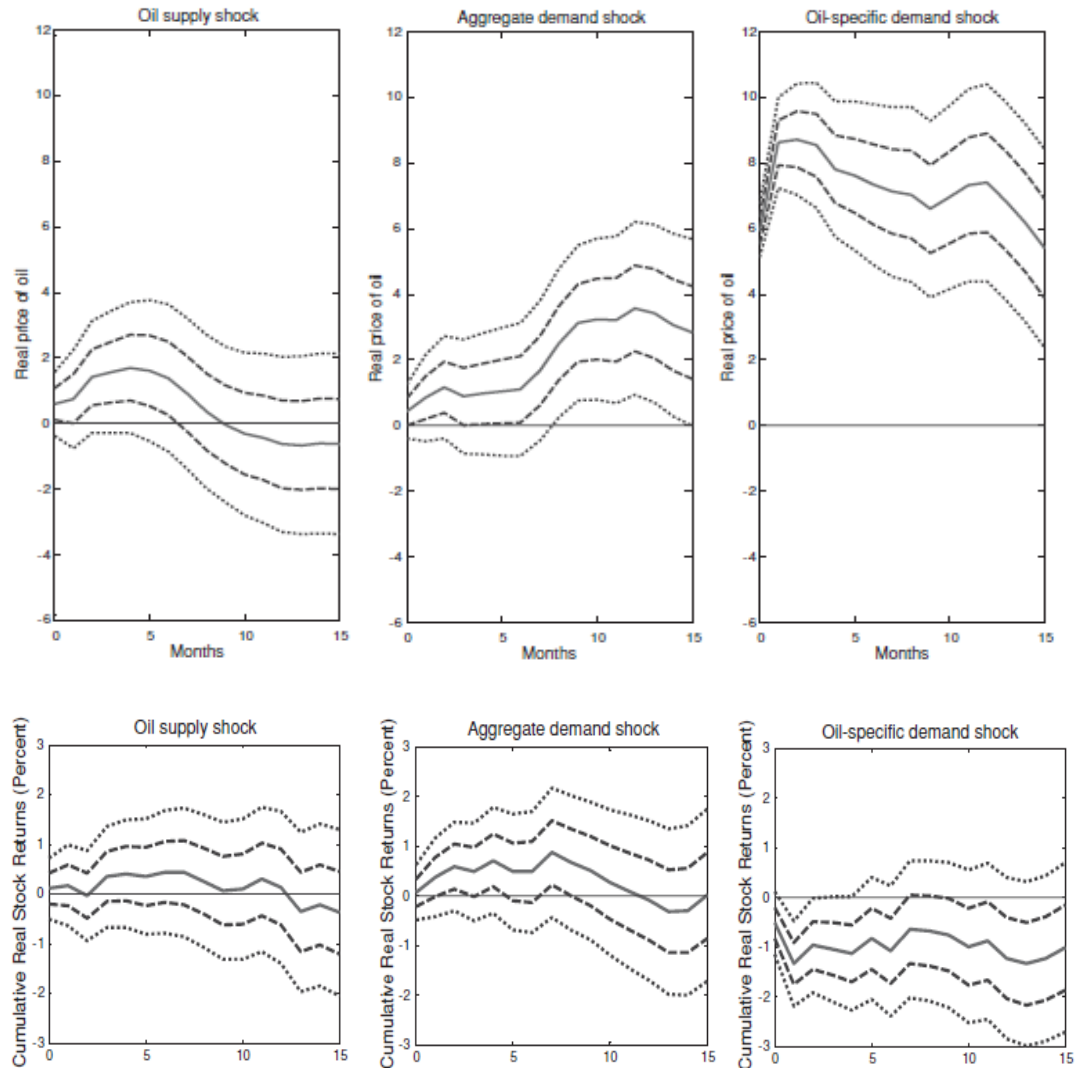 Oil supply shock
12
10
8
6
4
2
0
-2
-4
-6
0 5 10 15
Months
Real price of oil
Aggregate demand shock
12
10
8
6
4
2
0
-2
-4
-6
0 5 10 15
Months
Real price of oil
Oil-specific demand shock
12
10
8
6
4
2
0
-2
-4
-6
0 5 10 15
Months
Real price of oil
Oil supply shock
3
2
1
0
-1
-2
-3
0 5 10 15
Cumulative Real Stock Returns (Percent)
Aggregate demand shock
3
2
1
0
-1
-2
-3
0 5 10 15
Cumulative Real Stock Returns (Percent)
Oil-specific demand shock
3
2
1
0
-1
-2
-3
0 5 10 15
Cumulative Real Stock Returns (Percent)